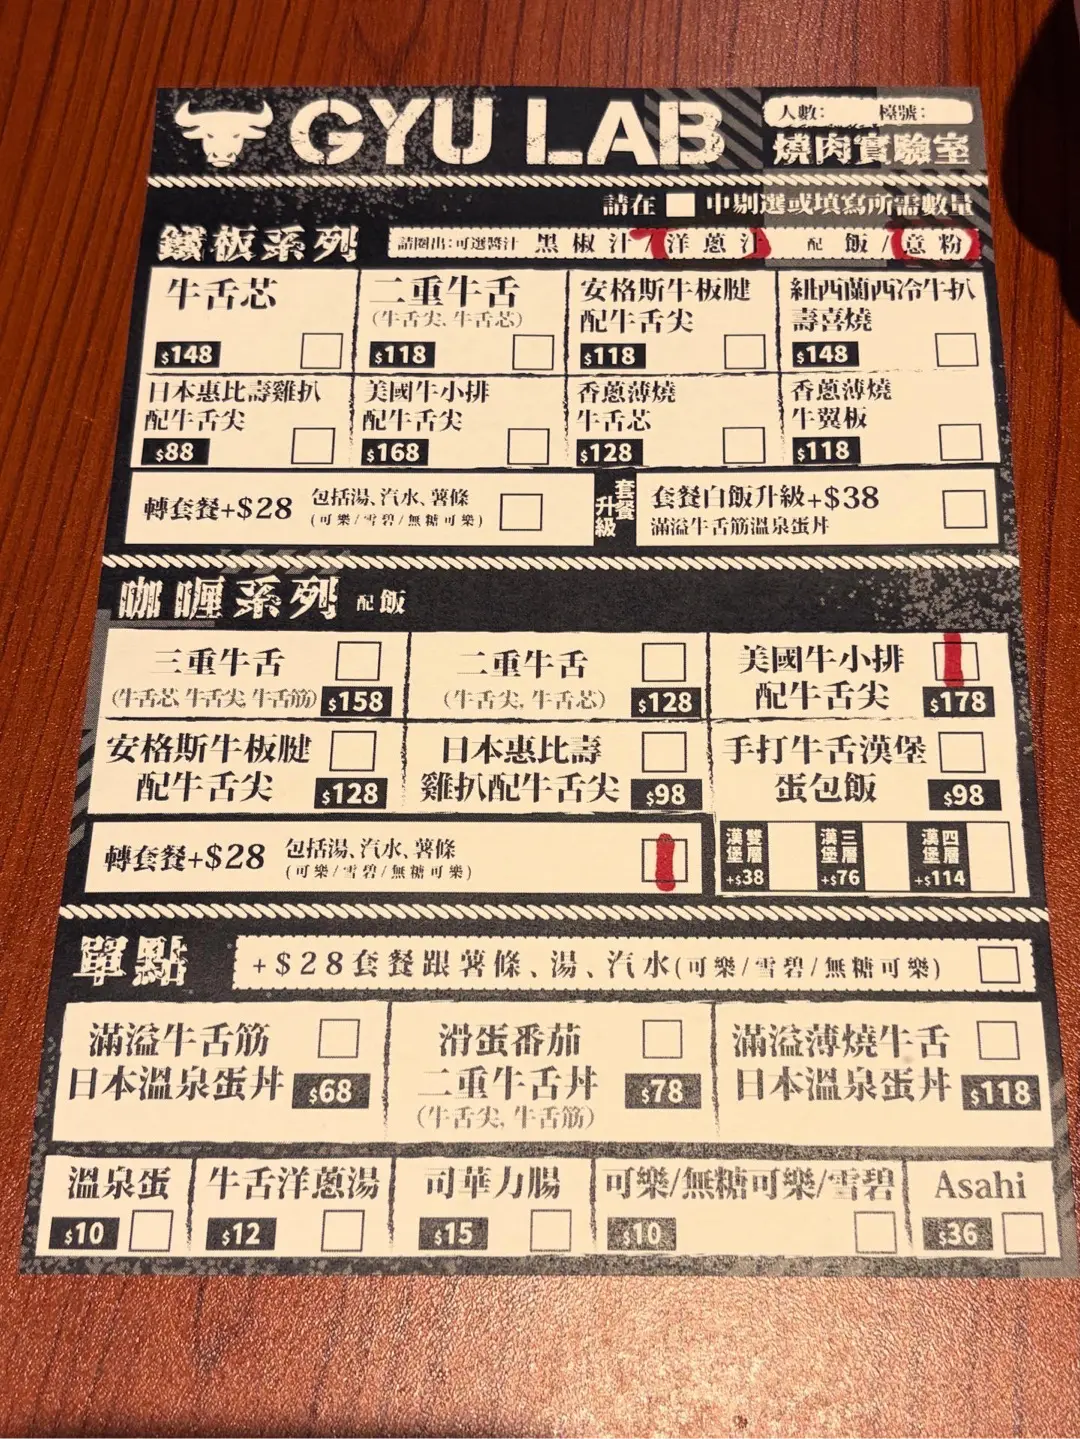 GYU LAB
人數: 檯號:
燒肉實驗室
請在 中剔選或填寫所需數量
鐵板系列
請圈出:可選醬汁 黑椒汁/洋蔥汁 配 飯/意粉
牛舌芯
$148
二重牛舌
(牛舌尖, 牛舌芯)
$118
安格斯牛板腱
配牛舌尖
$118
紐西蘭西冷牛扒
壽喜燒
$148
日本惠比壽雞扒
配牛舌尖
$88
美國牛小排
配牛舌尖
$168
香蔥薄燒
牛舌芯
$128
香蔥薄燒
牛翼板
$118
轉套餐+$28 包括湯、汽水、薯條
(可樂/雪碧/無糖可樂)
套餐
升級
套餐白飯升級+$38
滿溢牛舌筋溫泉蛋丼
咖喱系列 配飯
三重牛舌
(牛舌芯, 牛舌尖, 牛舌筋) $158
二重牛舌
(牛舌尖, 牛舌芯) $128
美國牛小排
配牛舌尖 $178
安格斯牛板腱
配牛舌尖 $128
日本惠比壽
雞扒配牛舌尖 $98
手打牛舌漢堡
蛋包飯 $98
轉套餐+$28 包括湯、汽水、薯條
(可樂/雪碧/無糖可樂)
雙層漢堡
+$38
三層漢堡
+$76
四層漢堡
+$114
單點
+$28套餐跟薯條、湯、汽水(可樂/雪碧/無糖可樂)
滿溢牛舌筋
日本溫泉蛋丼 $68
滑蛋番茄
二重牛舌丼 $78
(牛舌尖, 牛舌筋)
滿溢薄燒牛舌
日本溫泉蛋丼 $118
溫泉蛋
$10
牛舌洋蔥湯
$12
司華力腸
$15
可樂/無糖可樂/雪碧
$10
Asahi
$36